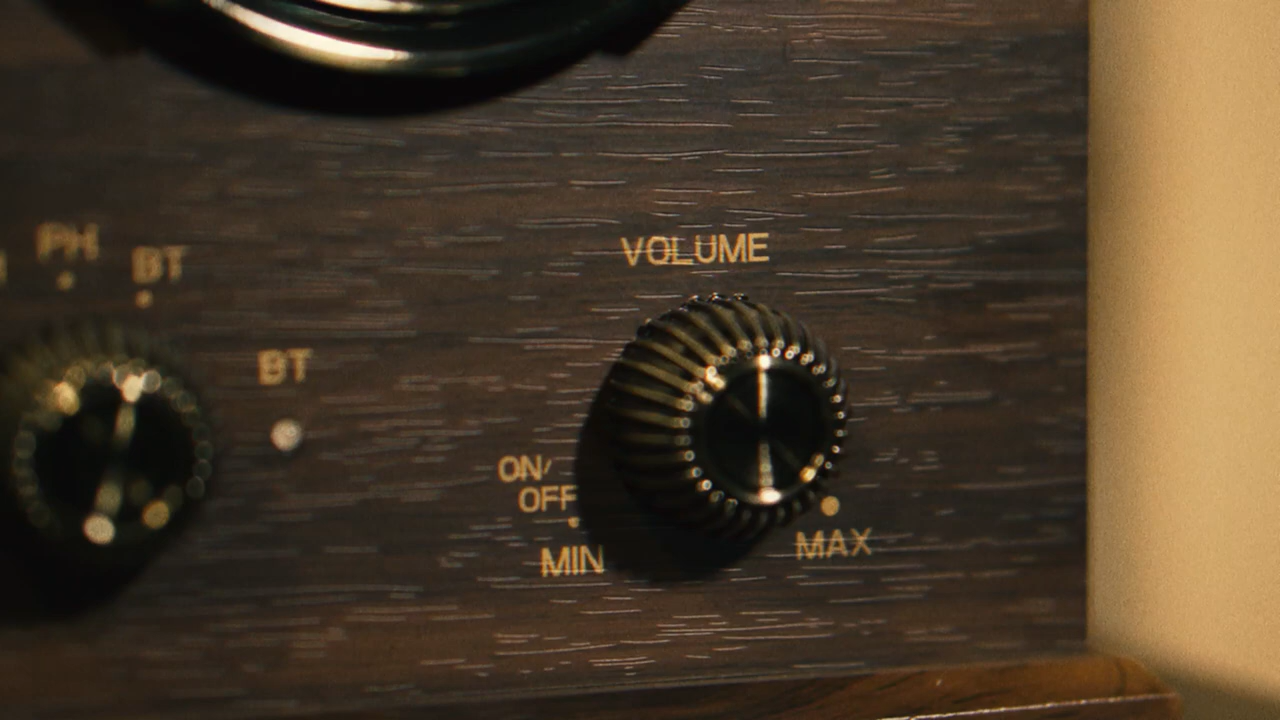 PH
BT
VOLUME
BT
ON/
OFF
MIN
MAX